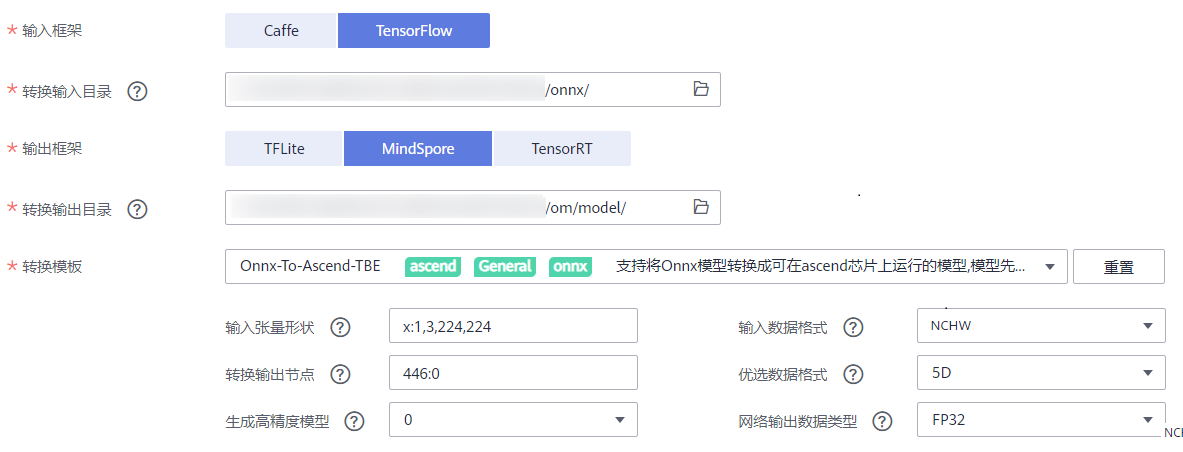 * 输入框架 Caffe TensorFlow
* 转换输入目录 ? /onnx/
* 输出框架 TFLite MindSpore TensorRT
* 转换输出目录 ? /om/model/
* 转换模板 Onnx-To-Ascend-TBE ascend General onnx 支持将Onnx模型转换成可在ascend芯片上运行的模型,模型先... 重置
输入张量形状 ? x:1,3,224,224 输入数据格式 ? NCHW
转换输出节点 ? 446:0 优选数据格式 ? 5D
生成高精度模型 ? 0 网络输出数据类型 ? FP32
NCH